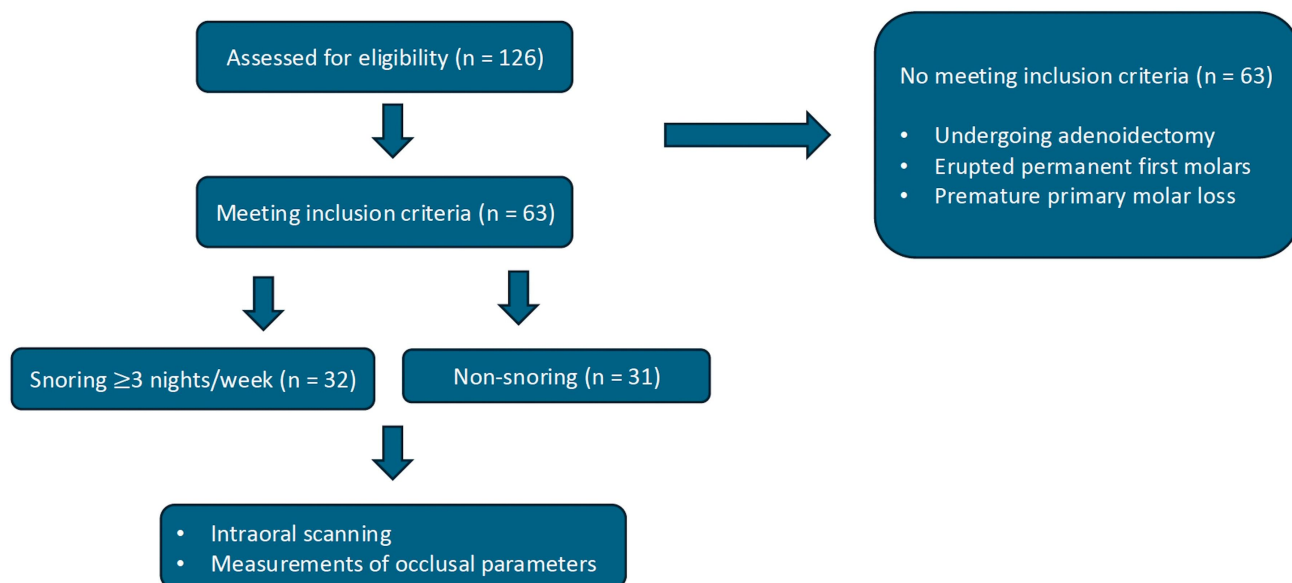 Assessed for eligibility (n = 126)
No meeting inclusion criteria (n = 63)
• Undergoing adenoidectomy
• Erupted permanent first molars
• Premature primary molar loss
Meeting inclusion criteria (n = 63)
Snoring ≥3 nights/week (n = 32)
Non-snoring (n = 31)
• Intraoral scanning
• Measurements of occlusal parameters